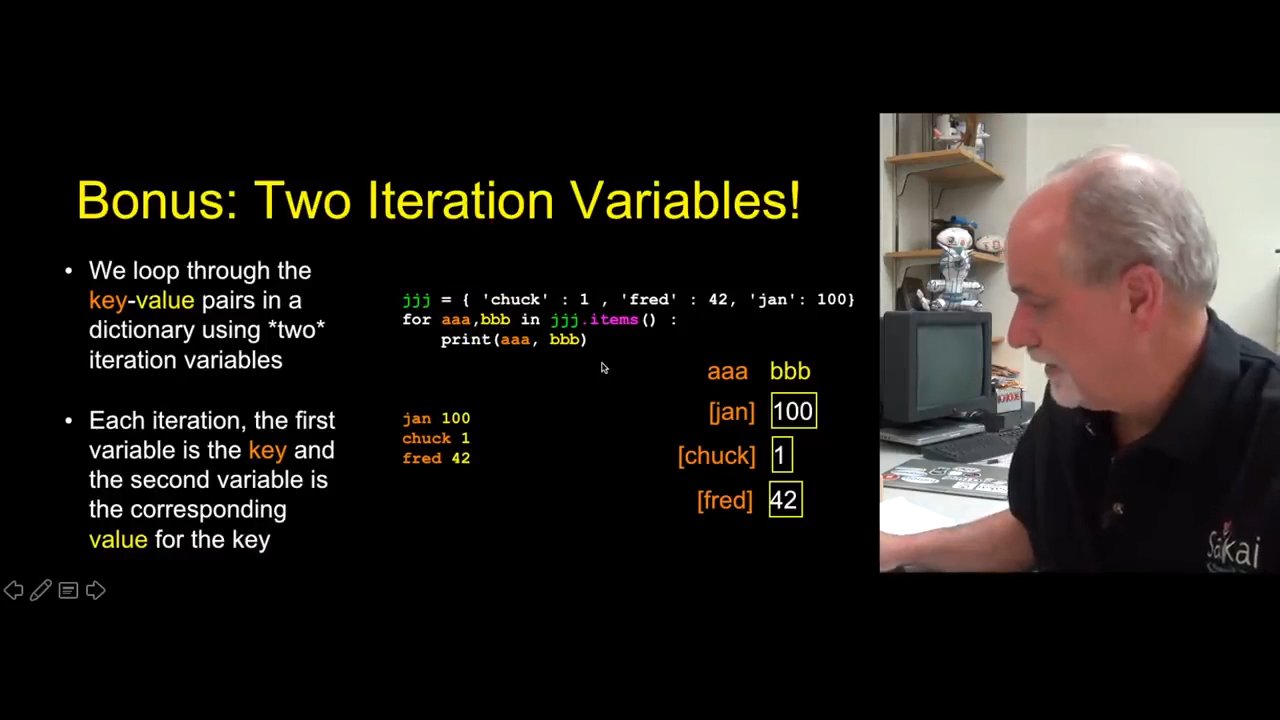 Bonus: Two Iteration Variables!
• We loop through the
key-value pairs in a
dictionary using *two*
iteration variables
• Each iteration, the first
variable is the key and
the second variable is
the corresponding
value for the key
jjj = { 'chuck' : 1 , 'fred' : 42, 'jan': 100}
for aaa,bbb in jjj.items() :
    print(aaa, bbb)
jan 100
chuck 1
fred 42
aaa bbb
[jan] 100
[chuck] 1
[fred] 42
Sakai